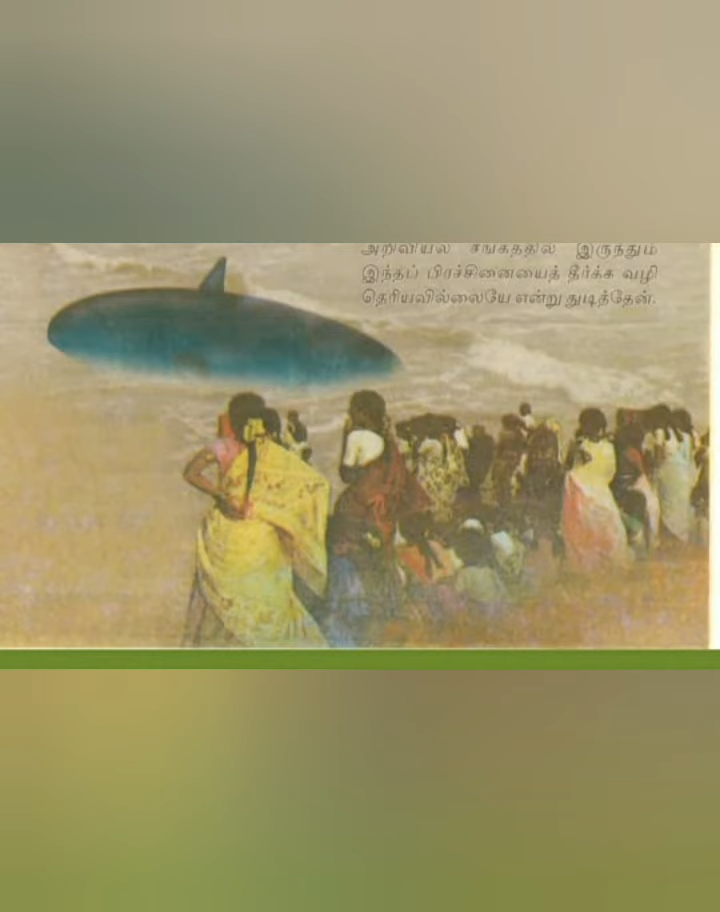 அறிவியல் சங்கத்தில் இருந்தும்
இந்தப் பிரச்சினையைத் தீர்க்க வழி
தெரியவில்லையே என்று துடித்தேன்.